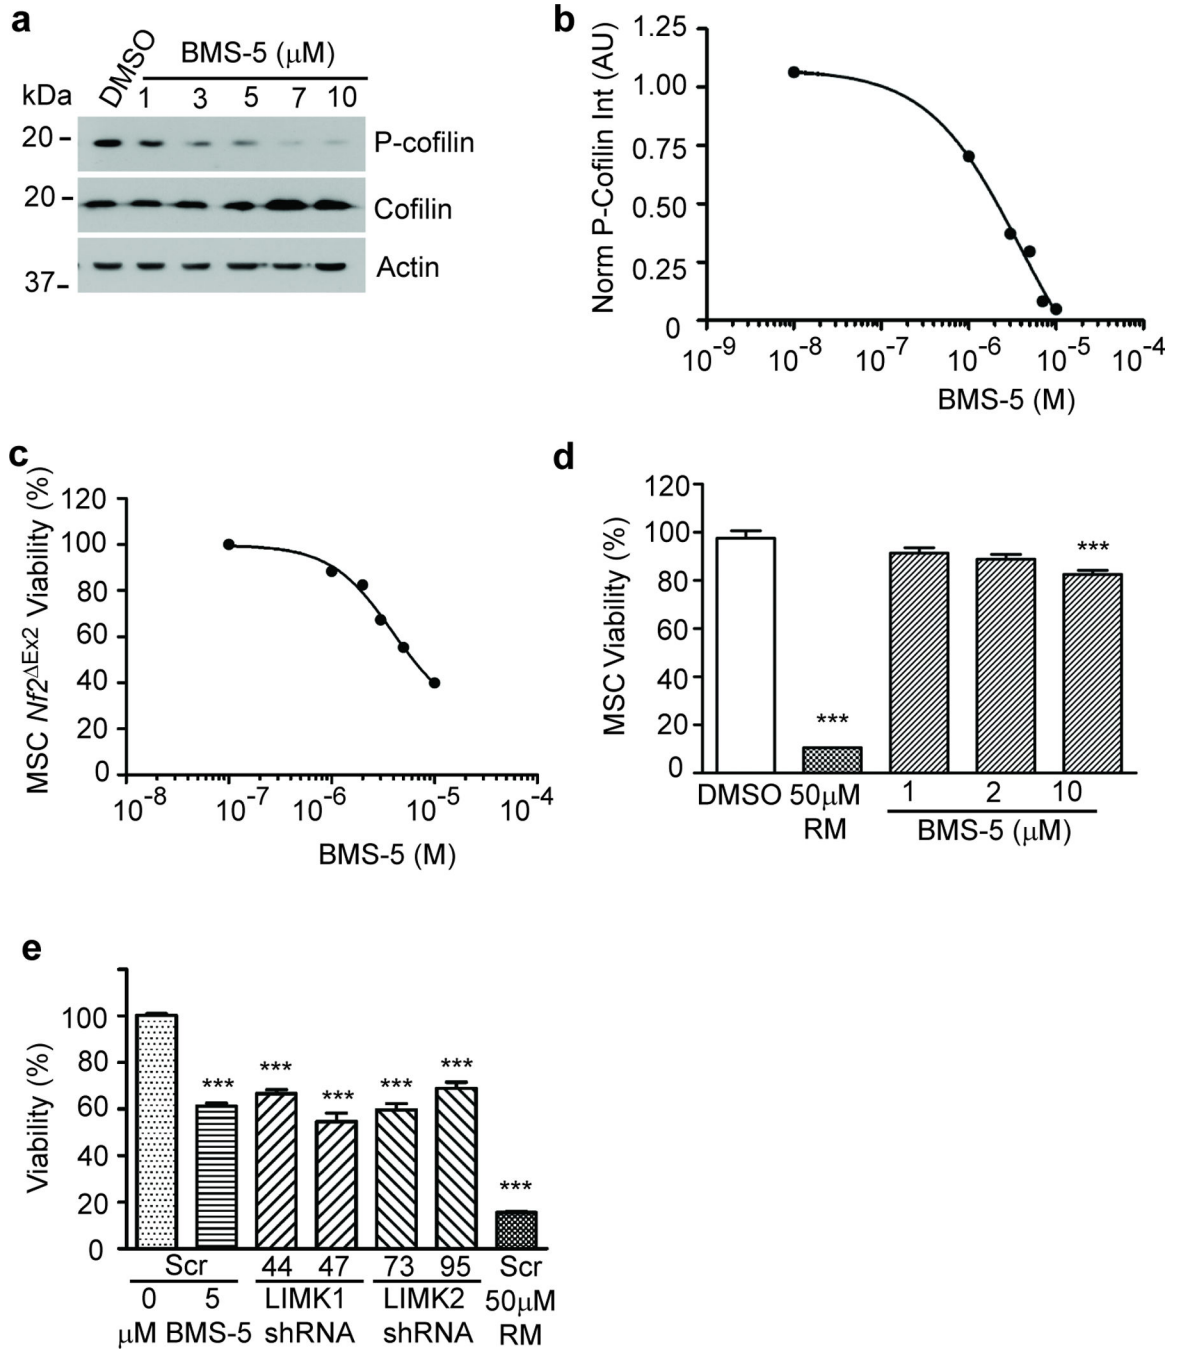 a
DMSO
BMS-5 (μM)
kDa
1 3 5 7 10
20
P-cofilin
20
Cofilin
Actin
37
b
Norm P-Cofilin Int (AU)
1.25
1.00
0.75
0.50
0.25
0
10-9 10-8 10-7 10-6 10-5 10-4
BMS-5 (M)
c
MSC Nf2ΔEx2 Viability (%)
120
100
80
60
40
20
0
10-8 10-7 10-6 10-5 10-4
BMS-5 (M)
d
MSC Viability (%)
120
100
80
60
40
20
0
***
***
DMSO 50μM 1 2 10
RM BMS-5 (μM)
e
Viability (%)
100
80
60
40
20
0
*** *** *** *** *** ***
Scr 44 47 73 95 Scr
0 5 LIMK1 LIMK2 50μM
μM BMS-5 shRNA shRNA RM